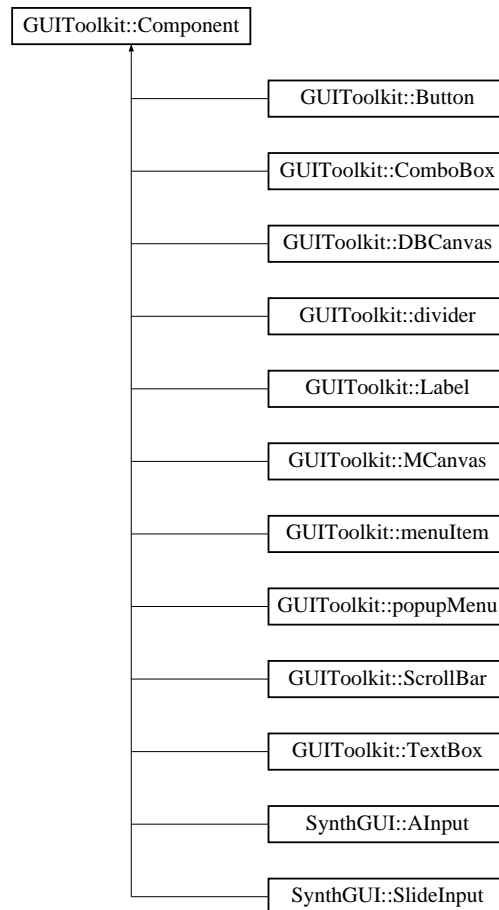 GUIToolkit::Component
GUIToolkit::Button
GUIToolkit::ComboBox
GUIToolkit::DBCanvas
GUIToolkit::divider
GUIToolkit::Label
GUIToolkit::MCanvas
GUIToolkit::menuItem
GUIToolkit::popupMenu
GUIToolkit::ScrollBar
GUIToolkit::TextBox
SynthGUI::AInput
SynthGUI::SlideInput